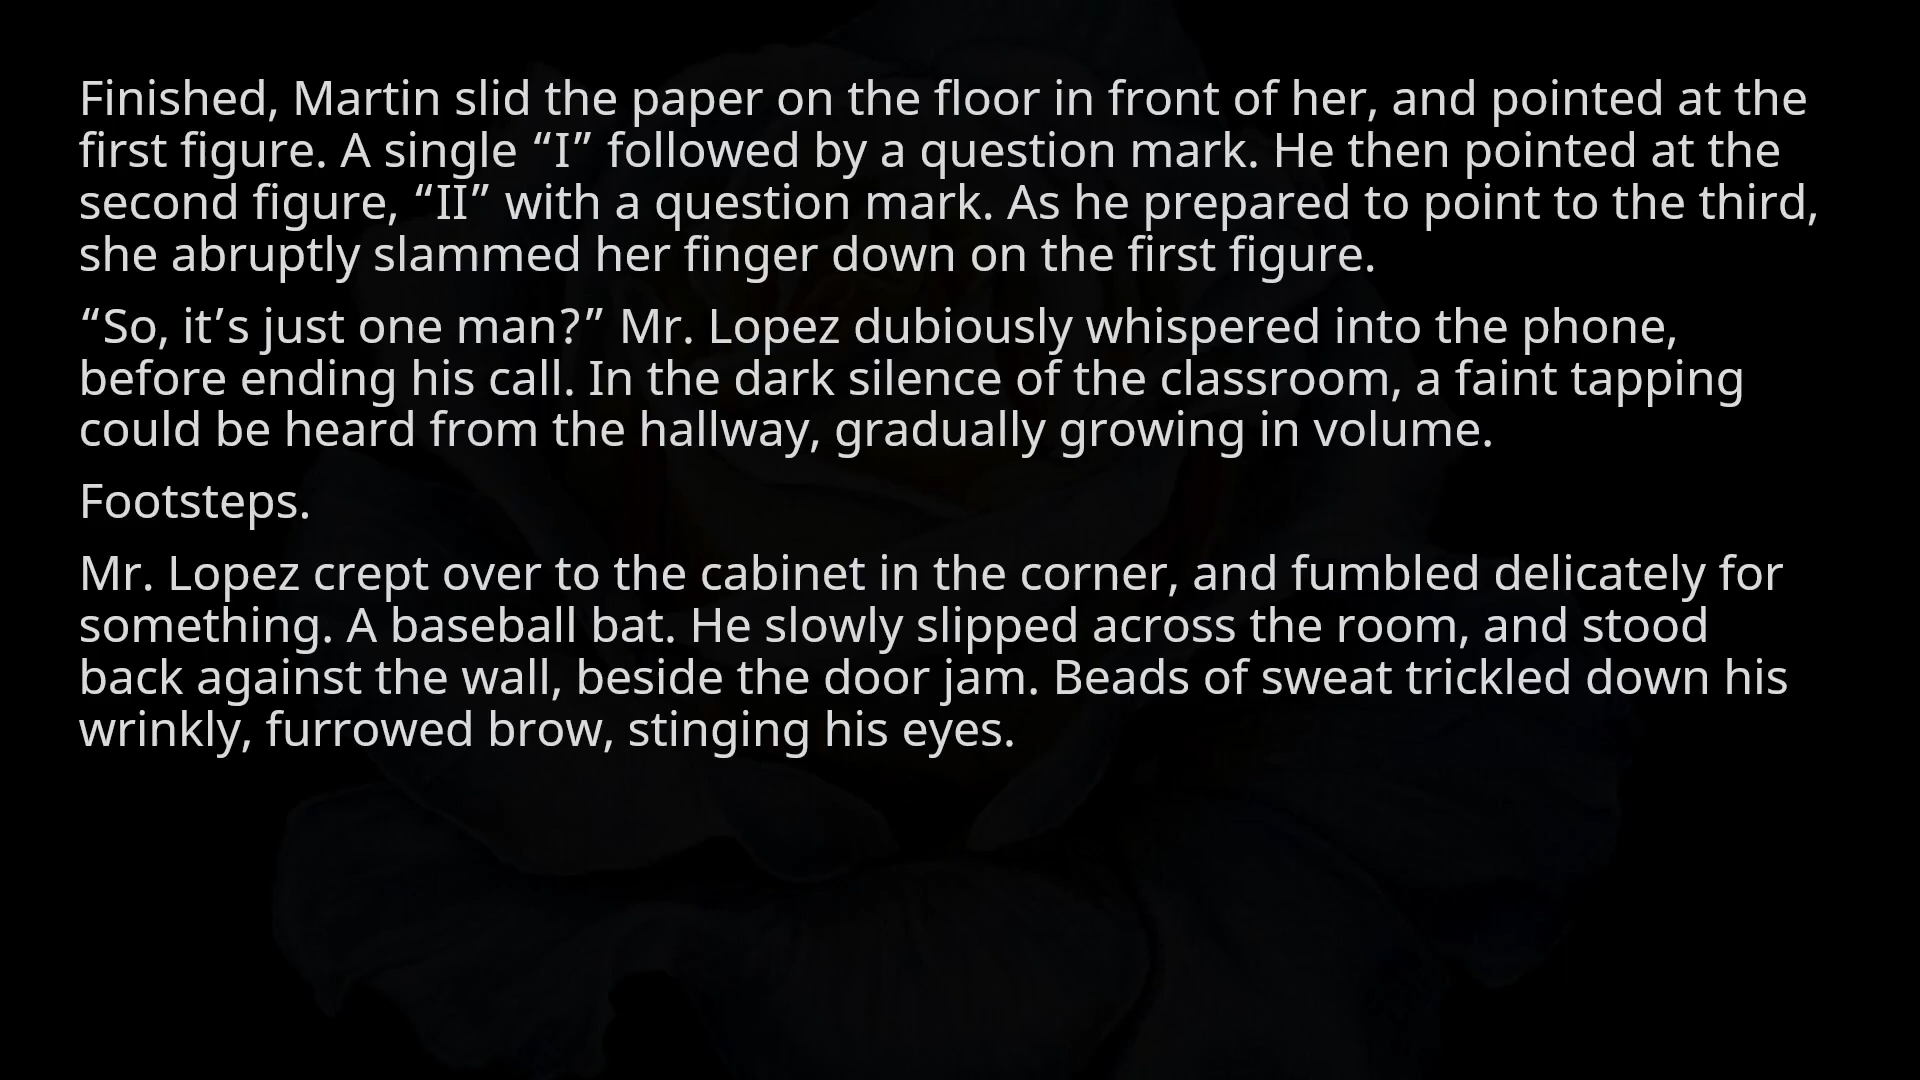 Finished, Martin slid the paper on the floor in front of her, and pointed at the
first figure. A single “I” followed by a question mark. He then pointed at the
second figure, “II” with a question mark. As he prepared to point to the third,
she abruptly slammed her finger down on the first figure.
“So, it’s just one man?” Mr. Lopez dubiously whispered into the phone,
before ending his call. In the dark silence of the classroom, a faint tapping
could be heard from the hallway, gradually growing in volume.
Footsteps.
Mr. Lopez crept over to the cabinet in the corner, and fumbled delicately for
something. A baseball bat. He slowly slipped across the room, and stood
back against the wall, beside the door jam. Beads of sweat trickled down his
wrinkly, furrowed brow, stinging his eyes.